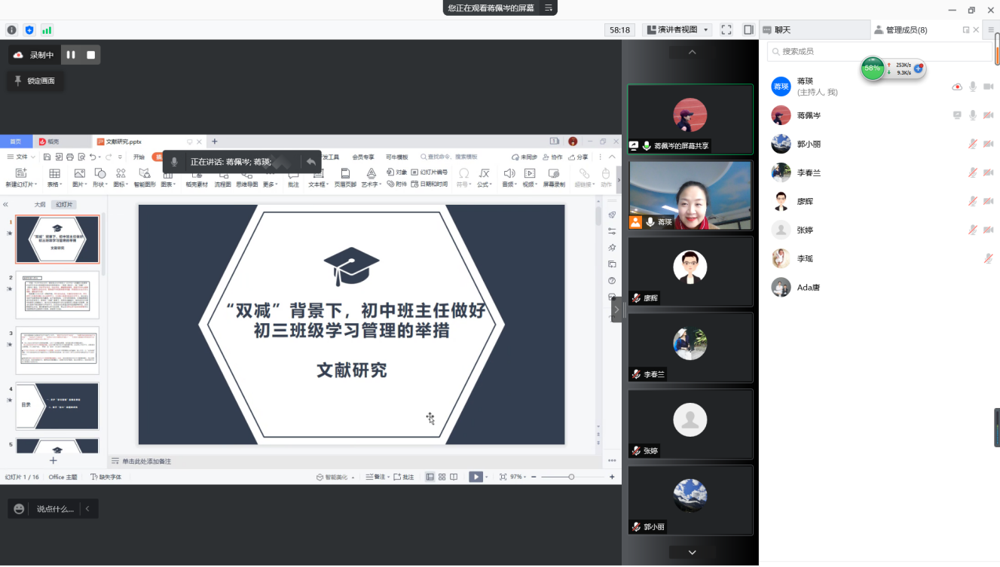 您正在观看蒋佩岑的屏幕
58:18
演讲者视图
聊天
管理成员(8)
录制中
锁定画面
搜索成员
58%
253K/s
9.3K/s
蒋瑛
蒋瑛
(主持人, 我)
蒋佩岑
郭小丽
李春兰
廖辉
张婷
李瑶
Ada唐
首页
稻壳
文献研究.pptx
文件
开始
正在讲话: 蒋佩岑; 蒋瑛;
发工具
会员专享
可牛模板
查找命令、搜索模板
未同步
协作
分享
新建幻灯片
表格
图片
形状
图标
智能图形
图表
稻壳素材
流程图
思维导图
更多
批注
文本框
页眉页脚
艺术字
对象
附件
幻灯片编号
日期和时间
符号
公式
音频
视频
屏幕录制
超链接
动作
大纲
幻灯片
1
2
3
4
目录
5
“双减”背景下，初中班主任做好
初三班级学习管理的举措
文献研究
单击此处添加备注
幻灯片 1 / 16
Office 主题
缺失字体
智能美化
备注
批注
97%
说点什么...
蒋佩岑的屏幕共享
蒋瑛
廖辉
李春兰
张婷
郭小丽